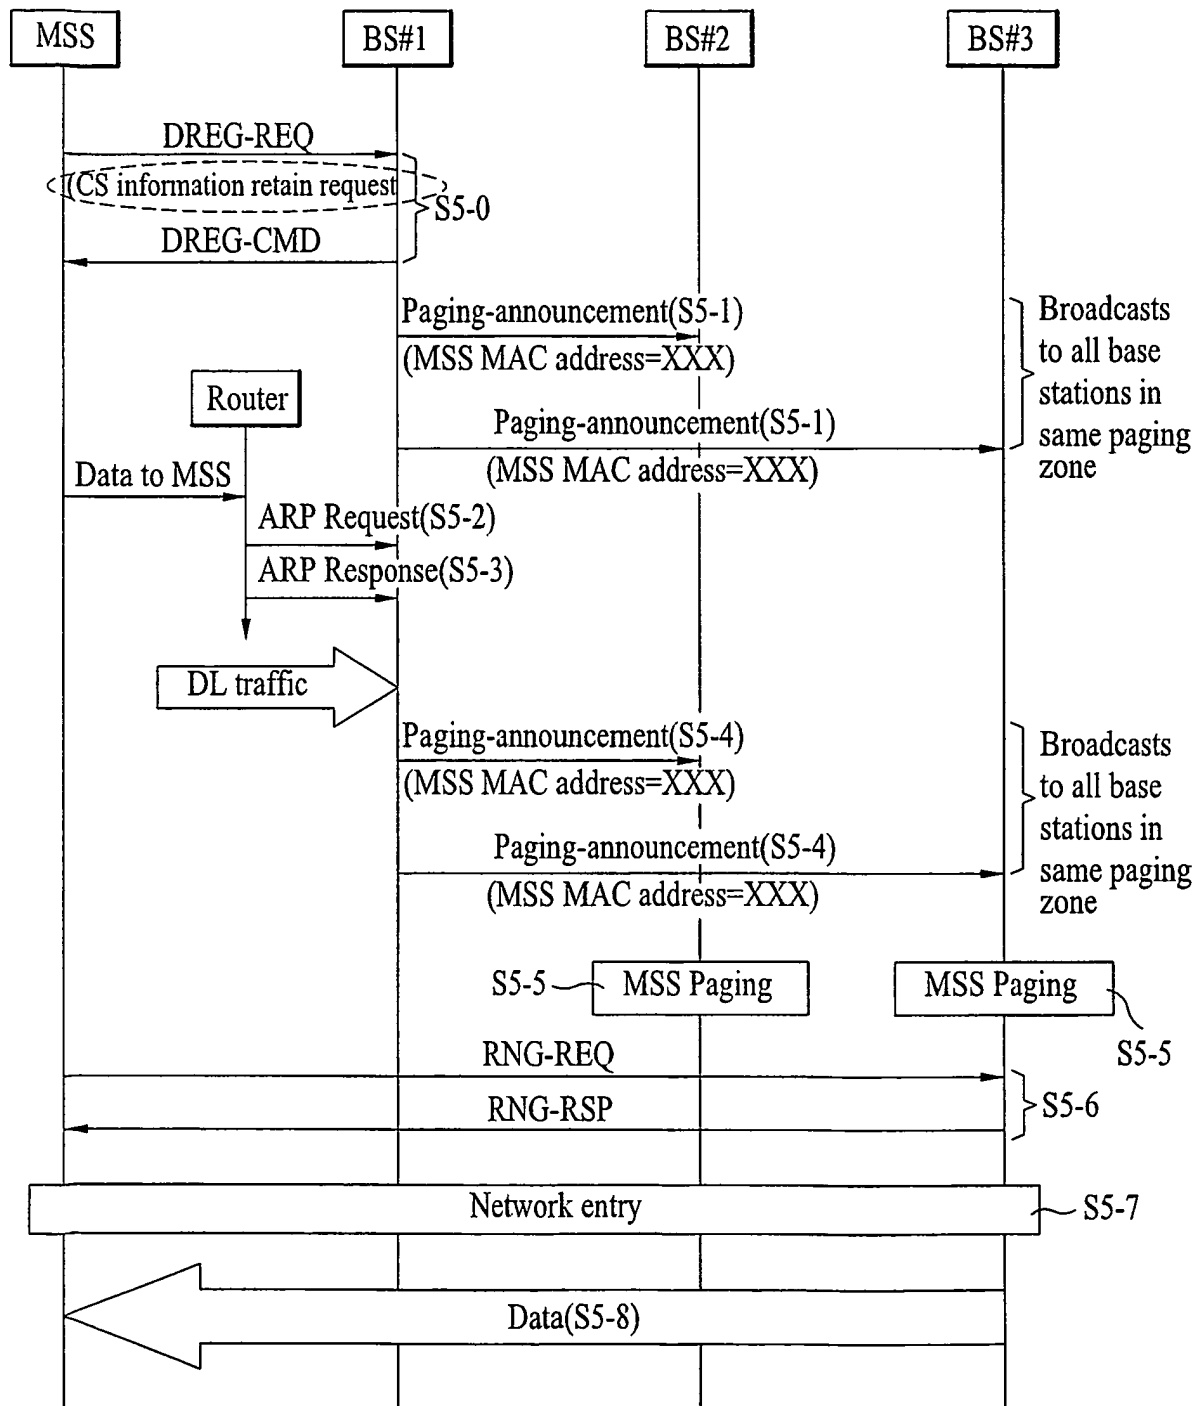 MSS
BS#1
BS#2
BS#3
DREG-REQ
(CS information retain request
S5-0
DREG-CMD
Paging-announcement(S5-1)
(MSS MAC address=XXX)
Broadcasts
to all base
stations in
same paging
zone
Router
Paging-announcement(S5-1)
(MSS MAC address=XXX)
Data to MSS
ARP Request(S5-2)
ARP Response(S5-3)
DL traffic
Paging-announcement(S5-4)
(MSS MAC address=XXX)
Broadcasts
to all base
stations in
same paging
zone
Paging-announcement(S5-4)
(MSS MAC address=XXX)
S5-5
MSS Paging
MSS Paging
S5-5
RNG-REQ
RNG-RSP
S5-6
Network entry
S5-7
Data(S5-8)